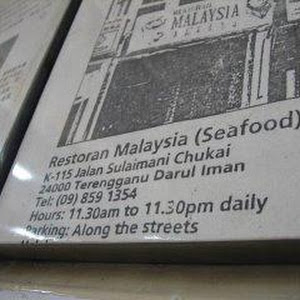 MALAYSIA
Restoran Malaysia (Seafood)
K-115 Jalan Sulaimani Chukai
24000 Terengganu Darul Iman
Tel: (09) 859 1354
Hours: 11.30am to 11.30pm daily
Parking: Along the streets